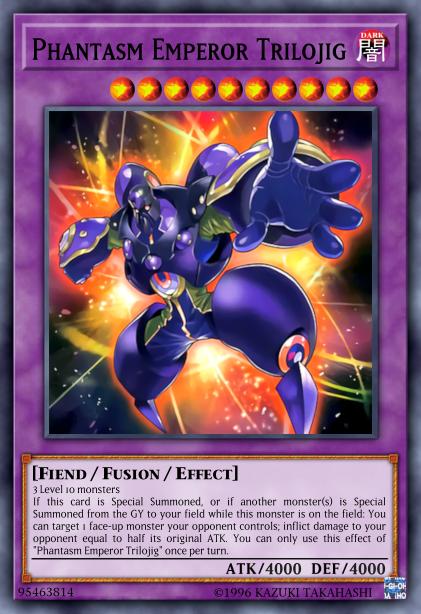 PHANTASM EMPEROR TRILOJIG
DARK
闇
[FIEND / FUSION / EFFECT]
3 Level 10 monsters
If this card is Special Summoned, or if another monster(s) is Special
Summoned from the GY to your field while this monster is on the field: You
can target 1 face-up monster your opponent controls; inflict damage to your
opponent equal to half its original ATK. You can only use this effect of
"Phantasm Emperor Trilojig" once per turn.
ATK/4000 DEF/4000
95463814
©1996 KAZUKI TAKAHASHI